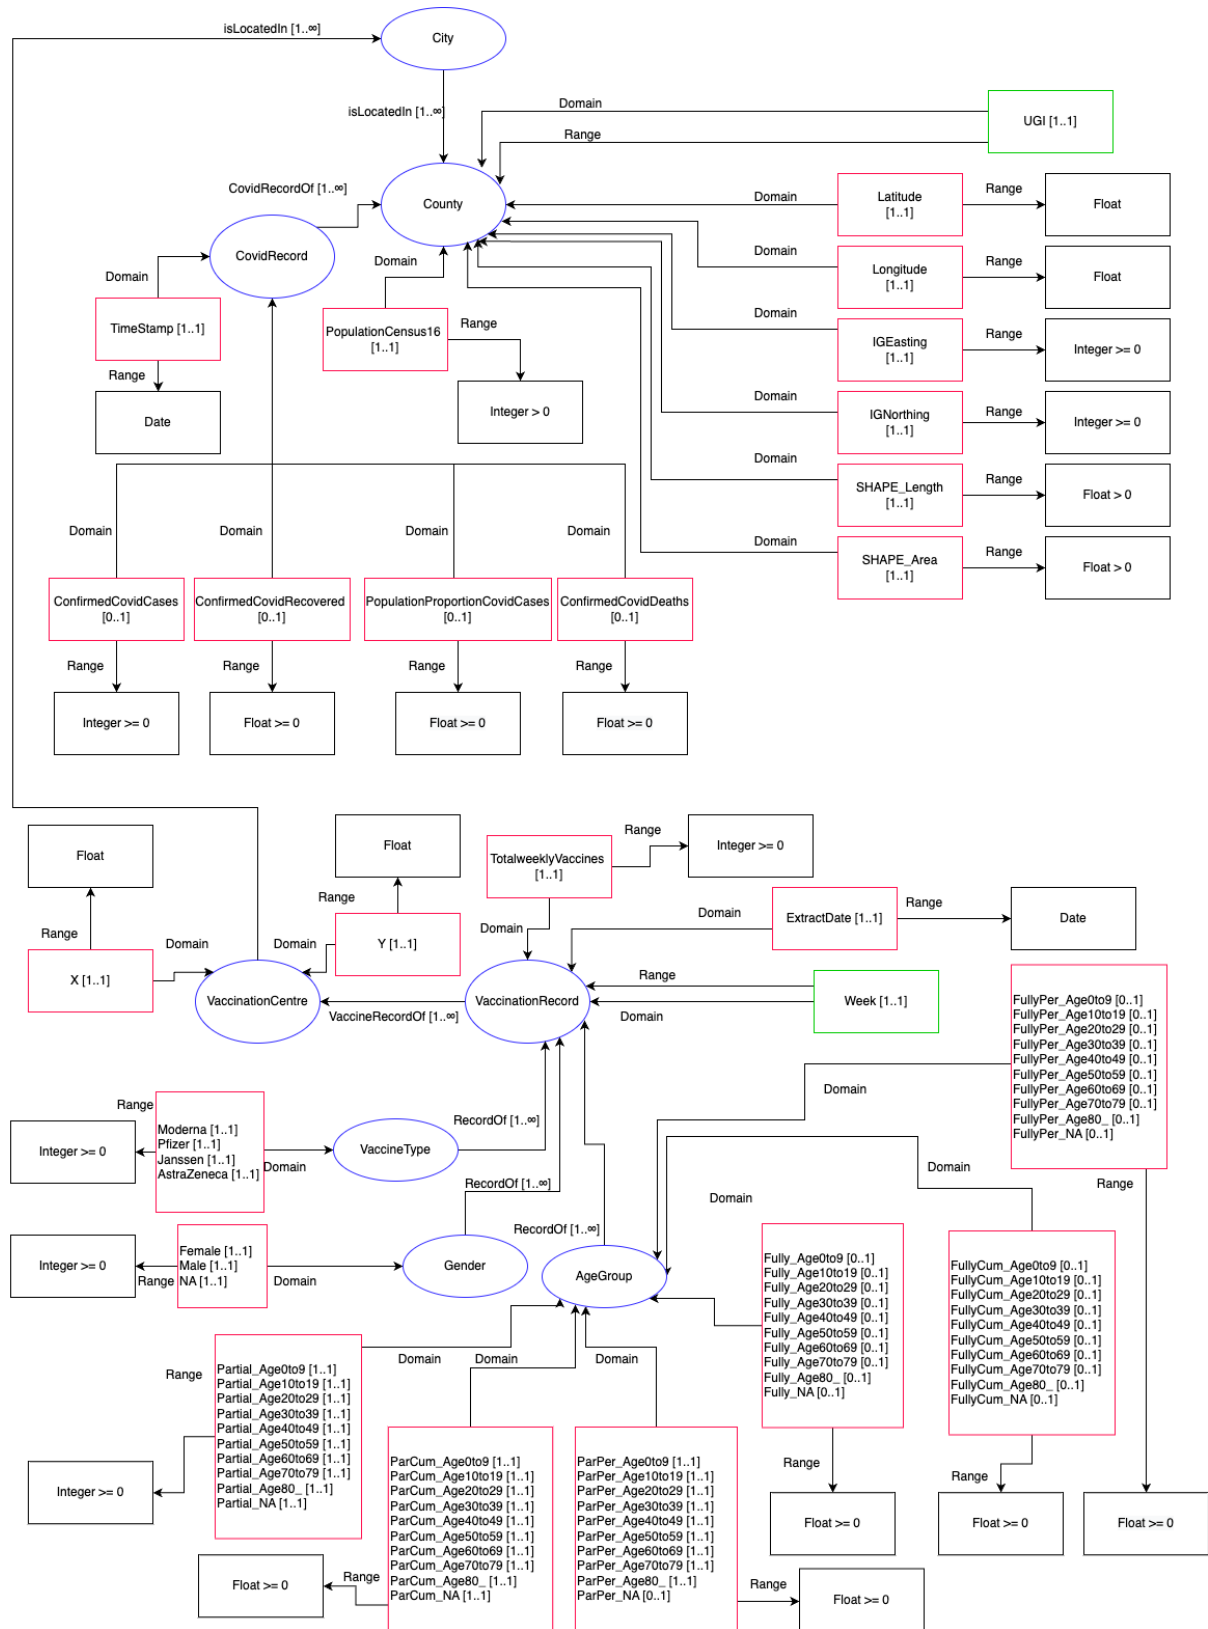 isLocatedIn [1..∞]
City
isLocatedIn [1..∞]
Domain
Range
UGI [1..1]
CovidRecordOf [1..∞]
County
Domain
Latitude
[1..1]
Range
Float
CovidRecord
Domain
Domain
Domain
Longitude
[1..1]
Range
Float
TimeStamp [1..1]
PopulationCensus16
[1..1]
Range
Domain
IGEasting
[1..1]
Range
Integer >= 0
Range
Date
Integer > 0
Domain
IGNorthing
[1..1]
Range
Integer >= 0
Domain
SHAPE_Length
[1..1]
Range
Float > 0
Domain
Domain
Domain
Domain
Domain
SHAPE_Area
[1..1]
Range
Float > 0
ConfirmedCovidCases
[0..1]
ConfirmedCovidRecovered
[0..1]
PopulationProportionCovidCases
[0..1]
ConfirmedCovidDeaths
[0..1]
Range
Range
Range
Range
Integer >= 0
Float >= 0
Float >= 0
Float >= 0
Float
Float
TotalweeklyVaccines
[1..1]
Range
Integer >= 0
Range
Range
Domain
Domain
Domain
Domain
ExtractDate [1..1]
Range
Date
X [1..1]
Y [1..1]
VaccinationCentre
VaccineRecordOf [1..∞]
VaccinationRecord
Range
Domain
Week [1..1]
FullyPer_Age0to9 [0..1]
FullyPer_Age10to19 [0..1]
FullyPer_Age20to29 [0..1]
FullyPer_Age30to39 [0..1]
FullyPer_Age40to49 [0..1]
FullyPer_Age50to59 [0..1]
FullyPer_Age60to69 [0..1]
FullyPer_Age70to79 [0..1]
FullyPer_Age80_ [0..1]
FullyPer_NA [0..1]
Domain
Range
Range
Integer >= 0
Moderna [1..1]
Pfizer [1..1]
Janssen [1..1]
AstraZeneca [1..1]
Domain
VaccineType
RecordOf [1..∞]
RecordOf [1..∞]
RecordOf [1..∞]
Integer >= 0
Range
Female [1..1]
Male [1..1]
NA [1..1]
Domain
Gender
AgeGroup
Domain
Domain
Fully_Age0to9 [0..1]
Fully_Age10to19 [0..1]
Fully_Age20to29 [0..1]
Fully_Age30to39 [0..1]
Fully_Age40to49 [0..1]
Fully_Age50to59 [0..1]
Fully_Age60to69 [0..1]
Fully_Age70to79 [0..1]
Fully_Age80_ [0..1]
Fully_NA [0..1]
FullyCum_Age0to9 [0..1]
FullyCum_Age10to19 [0..1]
FullyCum_Age20to29 [0..1]
FullyCum_Age30to39 [0..1]
FullyCum_Age40to49 [0..1]
FullyCum_Age50to59 [0..1]
FullyCum_Age60to69 [0..1]
FullyCum_Age70to79 [0..1]
FullyCum_Age80_ [0..1]
FullyCum_NA [0..1]
Range
Domain
Domain
Domain
Partial_Age0to9 [1..1]
Partial_Age10to19 [1..1]
Partial_Age20to29 [1..1]
Partial_Age30to39 [1..1]
Partial_Age40to49 [1..1]
Partial_Age50to59 [1..1]
Partial_Age60to69 [1..1]
Partial_Age70to79 [1..1]
Partial_Age80_ [1..1]
Partial_NA [1..1]
Integer >= 0
ParCum_Age0to9 [1..1]
ParCum_Age10to19 [1..1]
ParCum_Age20to29 [1..1]
ParCum_Age30to39 [1..1]
ParCum_Age40to49 [1..1]
ParCum_Age50to59 [1..1]
ParCum_Age60to69 [1..1]
ParCum_Age70to79 [1..1]
ParCum_Age80_ [1..1]
ParCum_NA [1..1]
ParPer_Age0to9 [1..1]
ParPer_Age10to19 [1..1]
ParPer_Age20to29 [1..1]
ParPer_Age30to39 [1..1]
ParPer_Age40to49 [1..1]
ParPer_Age50to59 [1..1]
ParPer_Age60to69 [1..1]
ParPer_Age70to79 [1..1]
ParPer_Age80_ [1..1]
ParPer_NA [0..1]
Range
Range
Float >= 0
Float >= 0
Float >= 0
Float >= 0
Range
Range
Float >= 0